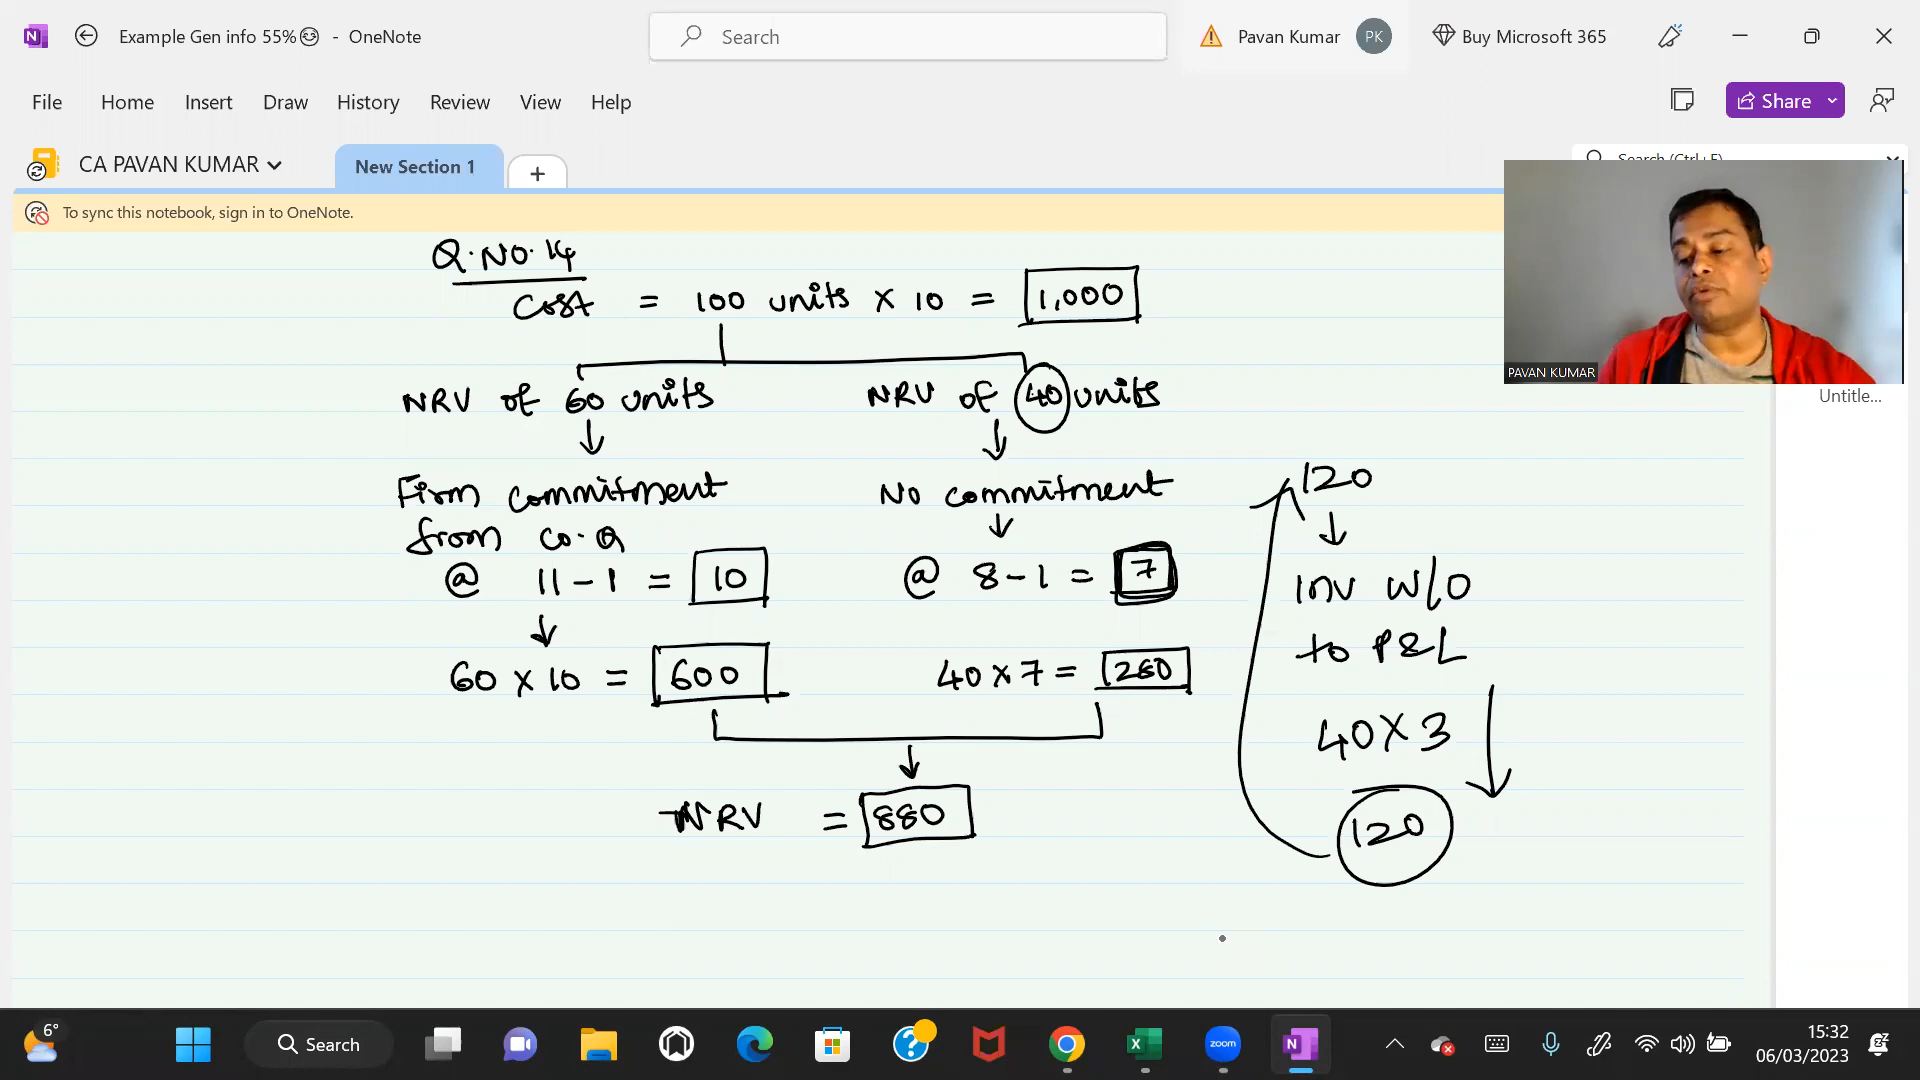 Example Gen info 55% - OneNote
Search
Pavan Kumar
PK
Buy Microsoft 365
File Home Insert Draw History Review View Help
Share
CA PAVAN KUMAR
New Section 1
+
Search (Ctrl+E)
To sync this notebook, sign in to OneNote.
PAVAN KUMAR
Untitle...
Q.NO.14
Cost = 100 units x 10 = 1,000
NRV of 60 units
NRV of 40 units
Firm commitment
from co. Q
@ 11-1 = 10
60 x 10 = 600
No commitment
@ 8-1 = 7
40 x 7 = 280
NRV = 880
120
Inv W/O
to P&L
40 x 3
120
6°
Search
zoom
15:32
06/03/2023